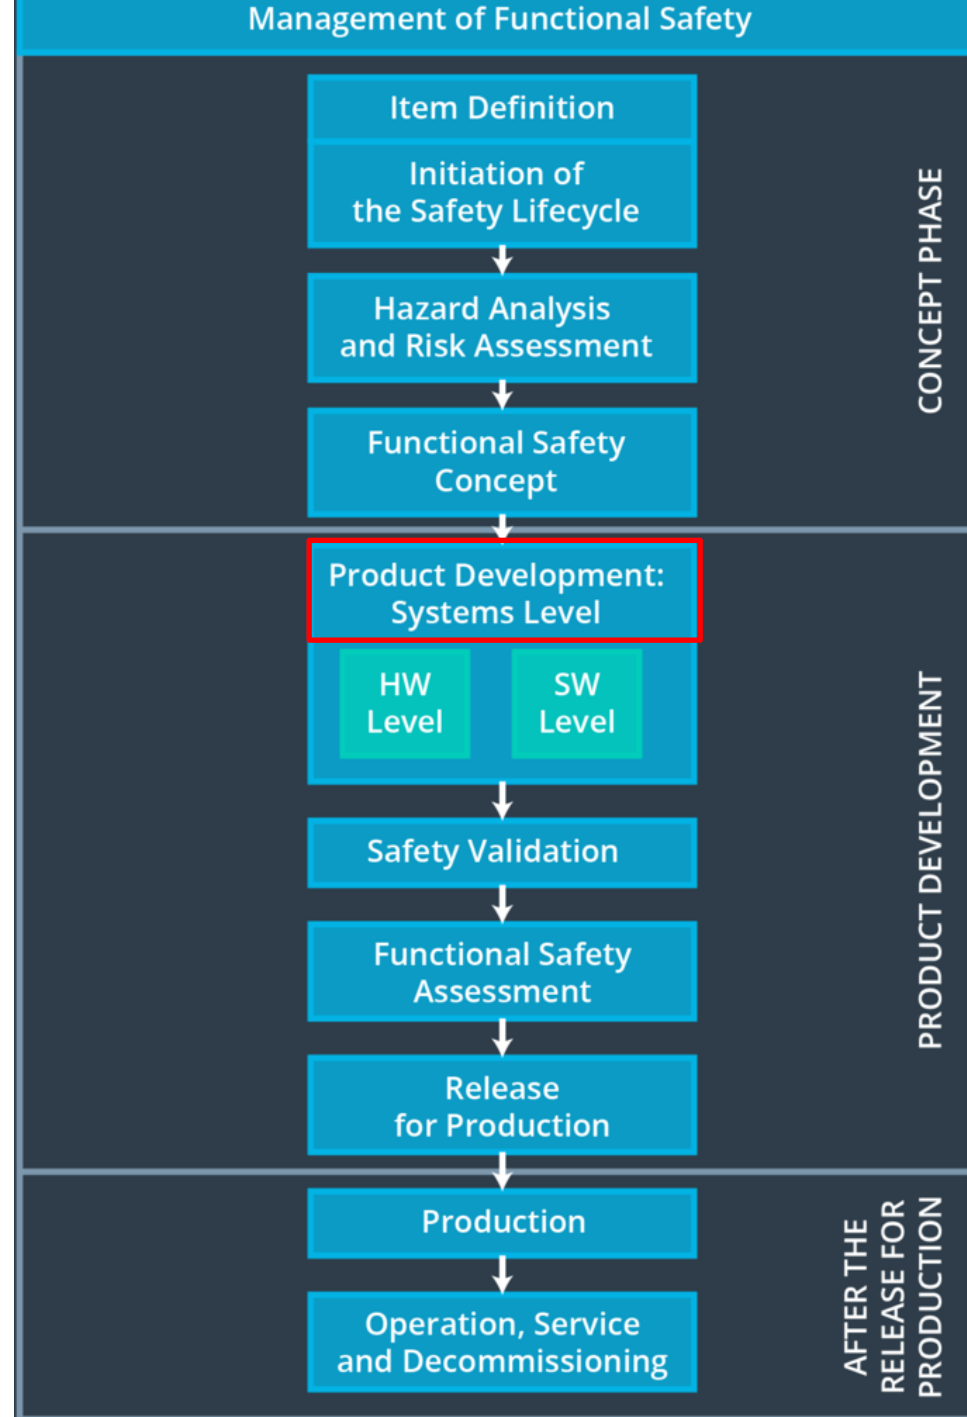 Management of Functional Safety
Item Definition
Initiation of
the Safety Lifecycle
Hazard Analysis
and Risk Assessment
Functional Safety
Concept
CONCEPT PHASE
Product Development:
Systems Level
HW
Level
SW
Level
Safety Validation
Functional Safety
Assessment
Release
for Production
PRODUCT DEVELOPMENT
Production
Operation, Service
and Decommissioning
AFTER THE
RELEASE FOR
PRODUCTION